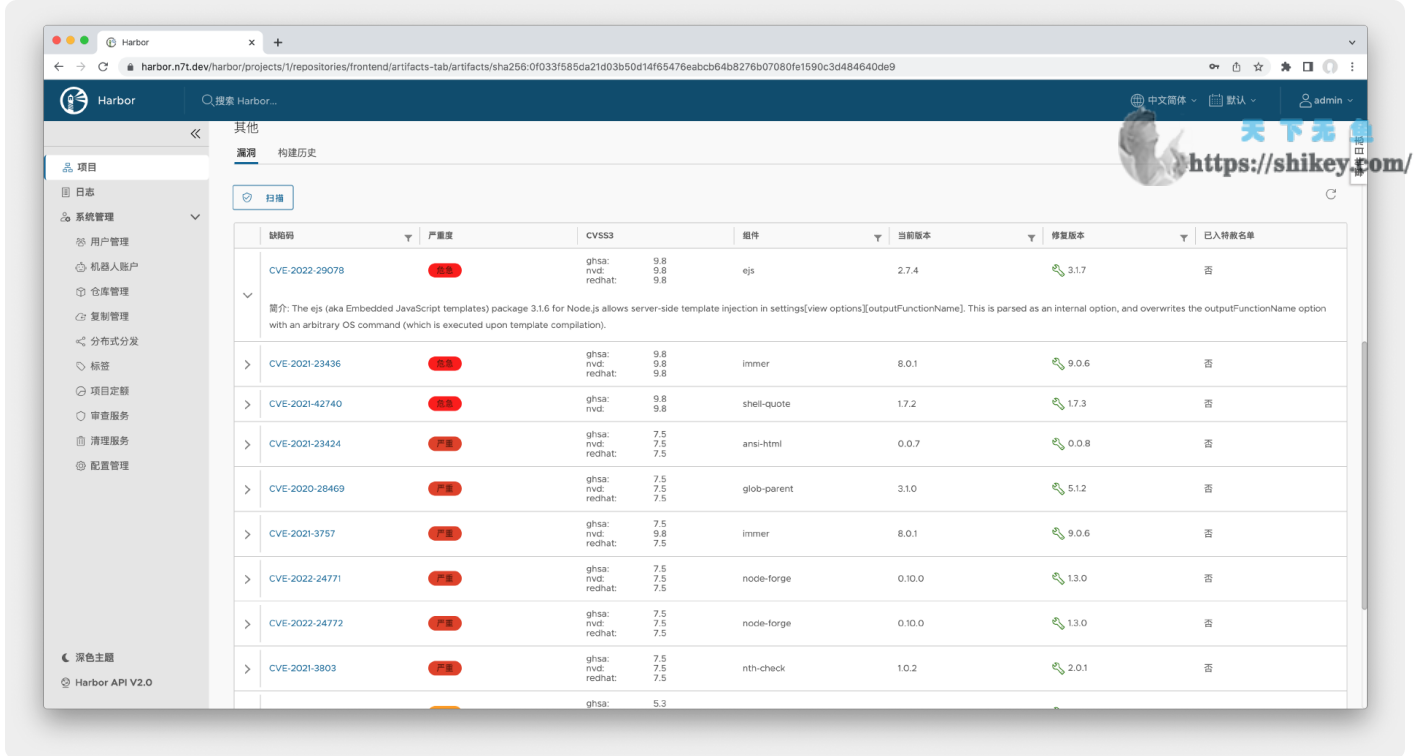 Harbor
harbor.n7t.dev/harbor/projects/1/repositories/frontend/artifacts-tab/artifacts/sha256:0f033f585da21d03b50d14f65476eabcb64b8276b07080fe1590c3d484640de9
Harbor
搜索 Harbor...
中文简体
默认
admin
天下无鱼
https://shikey.com/
项目
日志
系统管理
用户管理
机器人账户
仓库管理
复制管理
分布式分发
标签
项目定额
审查服务
清理服务
配置管理
深色主题
Harbor API V2.0
其他
漏洞 构建历史
扫描
缺陷码 严重度 CVSS3 组件 当前版本 修复版本 已入特赦名单
CVE-2022-29078 危急 ghsa: 9.8 ejs 2.7.4 3.1.7 否
nvd: 9.8
redhat: 9.8
简介: The ejs (aka Embedded JavaScript templates) package 3.1.6 for Node.js allows server-side template injection in settings[view options][outputFunctionName]. This is parsed as an internal option, and overwrites the outputFunctionName option
with an arbitrary OS command (which is executed upon template compilation).
CVE-2021-23436 危急 ghsa: 9.8 immer 8.0.1 9.0.6 否
nvd: 9.8
redhat: 9.8
CVE-2021-42740 危急 ghsa: 9.8 shell-quote 1.7.2 1.7.3 否
nvd: 9.8
CVE-2021-23424 严重 ghsa: 7.5 ansi-html 0.0.7 0.0.8 否
nvd: 7.5
redhat: 7.5
CVE-2020-28469 严重 ghsa: 7.5 glob-parent 3.1.0 5.1.2 否
nvd: 7.5
redhat: 7.5
CVE-2021-3757 严重 ghsa: 7.5 immer 8.0.1 9.0.6 否
nvd: 9.8
redhat: 7.5
CVE-2022-24771 严重 ghsa: 7.5 node-forge 0.10.0 1.3.0 否
nvd: 7.5
redhat: 7.5
CVE-2022-24772 严重 ghsa: 7.5 node-forge 0.10.0 1.3.0 否
nvd: 7.5
redhat: 7.5
CVE-2021-3803 严重 ghsa: 7.5 nth-check 1.0.2 2.0.1 否
nvd: 7.5
redhat: 7.5
ghsa: 5.3